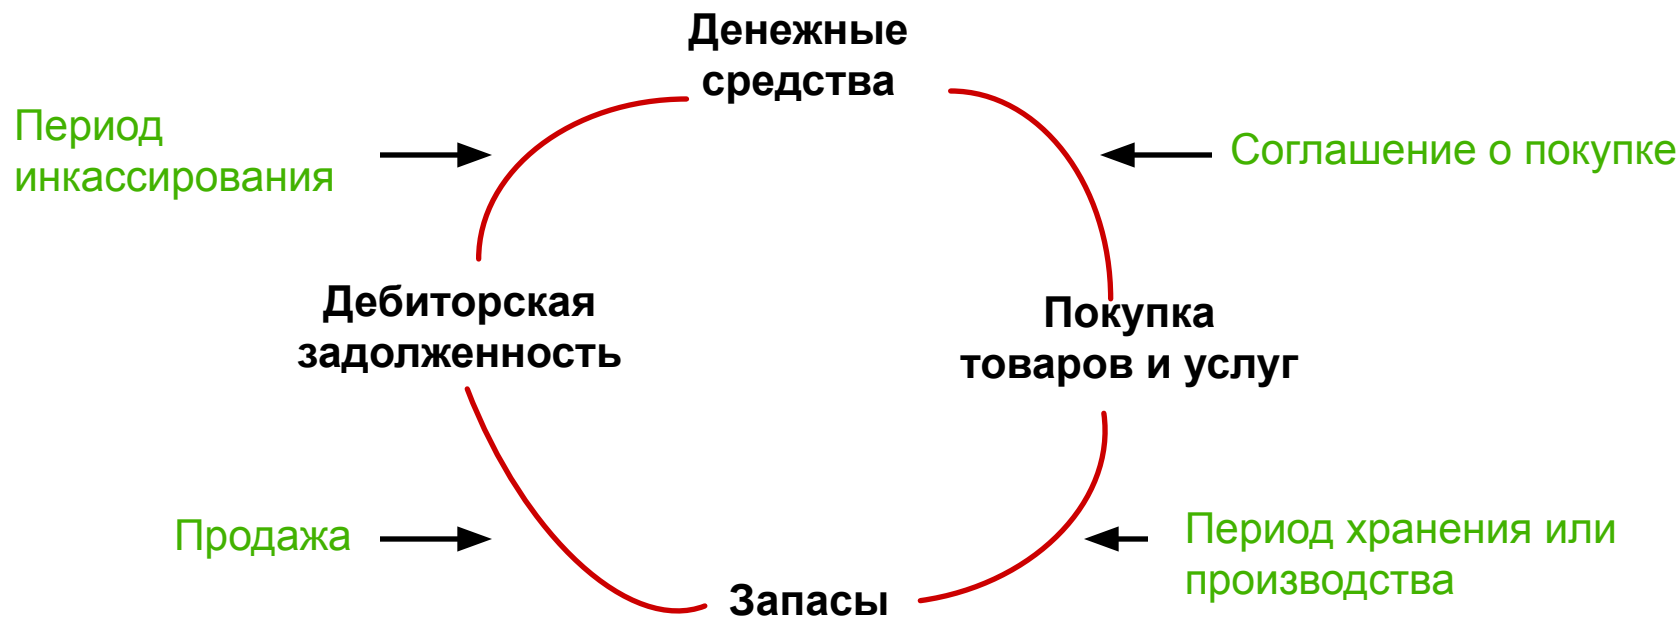 Денежные
средства
Период
инкассирования
Соглашение о покупке
Дебиторская
задолженность
Покупка
товаров и услуг
Продажа
Период хранения или
производства
Запасы